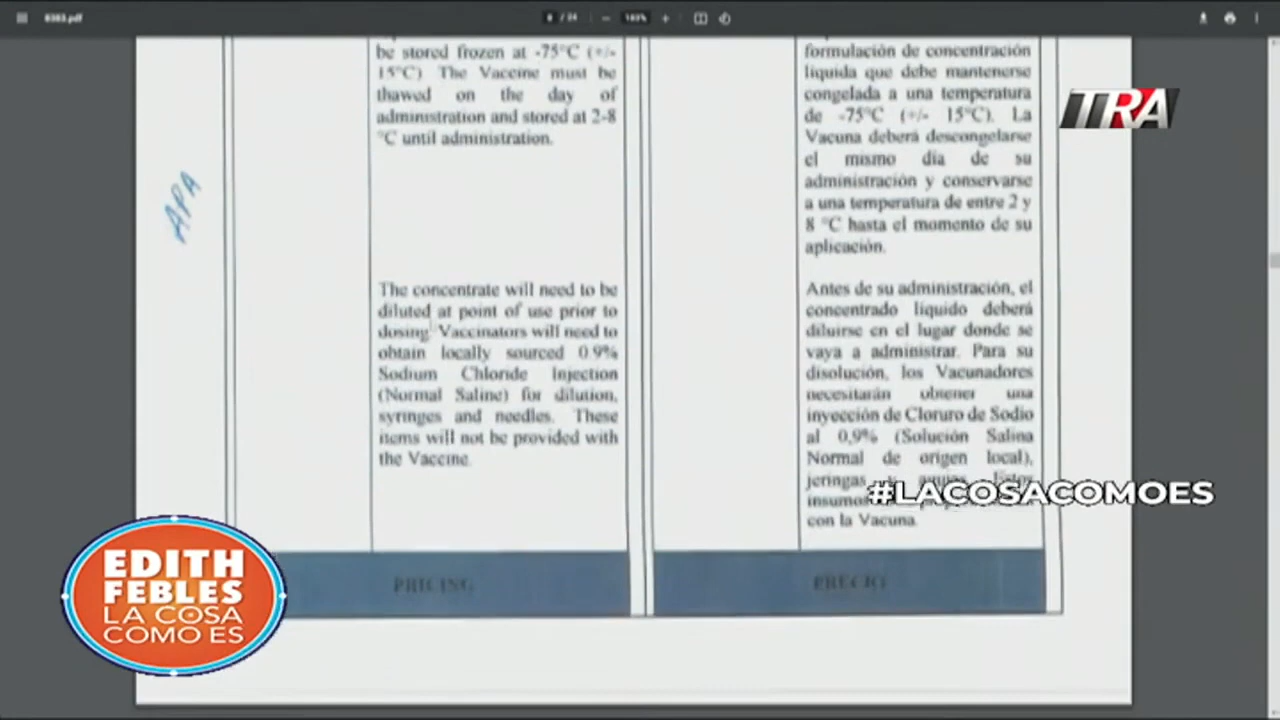 8383.pdf
8 / 24
be stored frozen at -75°C (+/-
15°C) The Vaccine must be
thawed on the day of
administration and stored at 2-8
°C until administration.
The concentrate will need to be
diluted at point of use prior to
dosing. Vaccinators will need to
obtain locally sourced 0.9%
Sodium Chloride Injection
(Normal Saline) for dilution,
syringes and needles. These
items will not be provided with
the Vaccine.
PRICING
formulación de concentración
líquida que debe mantenerse
congelada a una temperatura
de -75°C (+/- 15°C). La
Vacuna deberá descongelarse
el mismo día de su
administración y conservarse
a una temperatura de entre 2 y
8 °C hasta el momento de su
aplicación.
Antes de su administración, el
concentrado líquido deberá
diluirse en el lugar donde se
vaya a administrar. Para su
disolución, los Vacunadores
necesitarán obtener una
inyección de Cloruro de Sodio
al 0,9% (Solución Salina
Normal de origen local),
jeringas
insumos
con la Vacuna.
PRECIO
APA
TRA
#LACOSACOMOES
EDITH
FEBLES
LA COSA
COMO ES